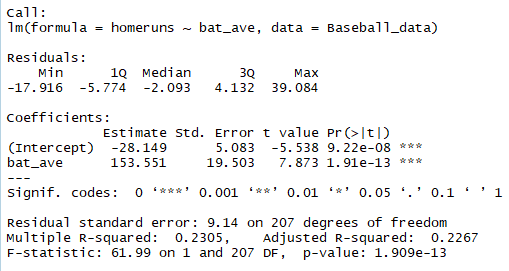 Call:
lm(formula = homeruns ~ bat_ave, data = Baseball_data)
Residuals:
Min 1Q Median 3Q Max
-17.916 -5.774 -2.093 4.132 39.084
Coefficients:
Estimate Std. Error t value Pr(>|t|)
(Intercept) -28.149 5.083 -5.538 9.22e-08 ***
bat_ave 153.551 19.503 7.873 1.91e-13 ***
---
Signif. codes: 0 ‘***’ 0.001 ‘**’ 0.01 ‘*’ 0.05 ‘.’ 0.1 ‘ ’ 1
Residual standard error: 9.14 on 207 degrees of freedom
Multiple R-squared: 0.2305, Adjusted R-squared: 0.2267
F-statistic: 61.99 on 1 and 207 DF, p-value: 1.909e-13